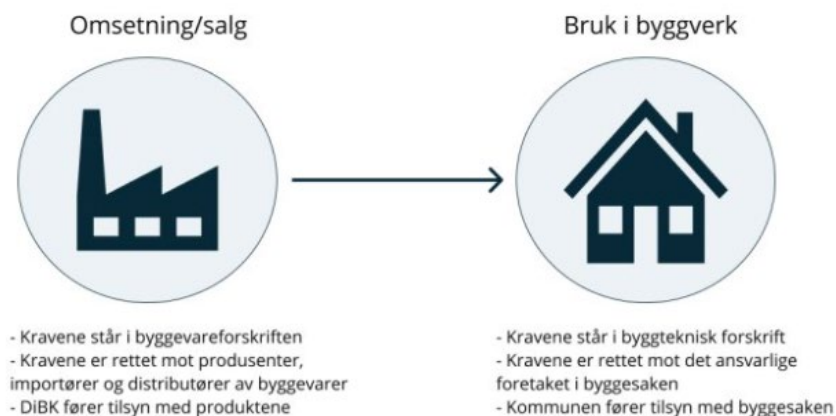 Omsetning/salg
- Kravene står i byggevareforskriften
- Kravene er rettet mot produsenter,
importører og distributører av byggevarer
- DiBK fører tilsyn med produktene
Bruk i byggverk
- Kravene står i byggteknisk forskrift
- Kravene er rettet mot det ansvarlige
foretaket i byggesaken
- Kommunen fører tilsyn med byggesaken